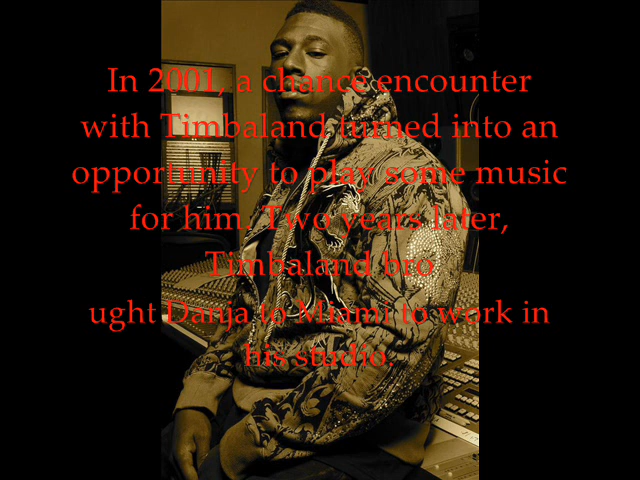 In 2001, a chance encounter
with Timbaland turned into an
opportunity to play some music
for him. Two years later,
Timbaland bro
ught Danja to Miami to work in
his studio.